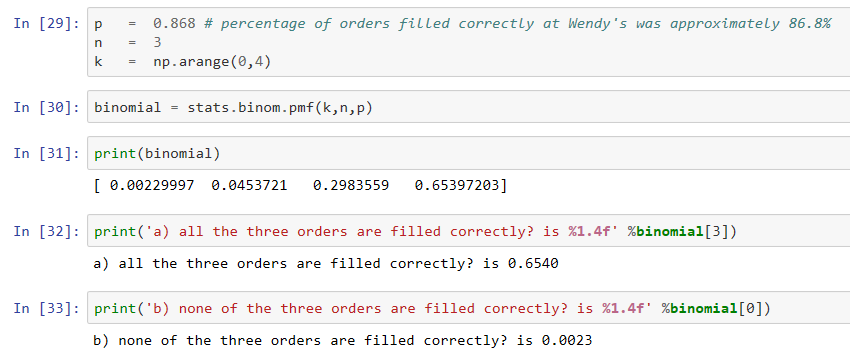 In [29]: p   =  0.868 # percentage of orders filled correctly at Wendy's was approximately 86.8%
n   =  3
k   =  np.arange(0,4)
In [30]: binomial = stats.binom.pmf(k,n,p)
In [31]: print(binomial)
[ 0.00229997  0.0453721   0.2983559   0.65397203]
In [32]: print('a) all the three orders are filled correctly? is %1.4f' %binomial[3])
a) all the three orders are filled correctly? is 0.6540
In [33]: print('b) none of the three orders are filled correctly? is %1.4f' %binomial[0])
b) none of the three orders are filled correctly? is 0.0023